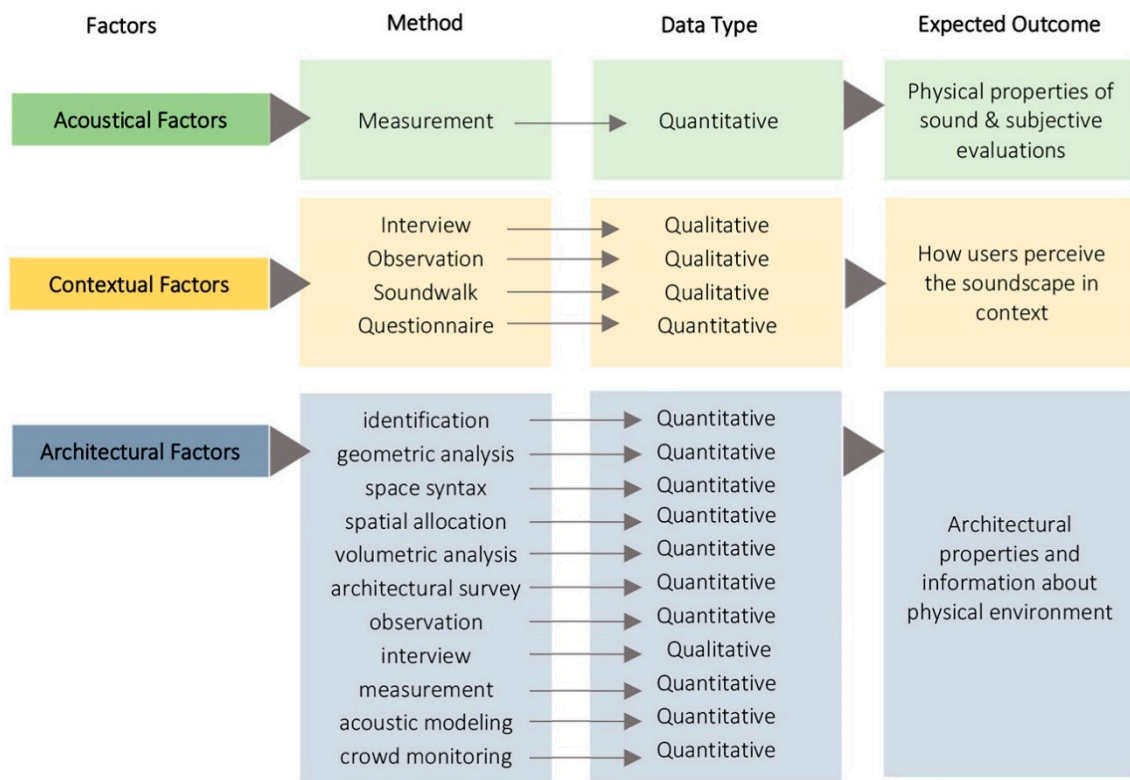 Factors Method Data Type Expected Outcome
Acoustical Factors Measurement Quantitative Physical properties of
sound & subjective
evaluations
Contextual Factors Interview Qualitative How users perceive
the soundscape in
context
Observation Qualitative
Soundwalk Qualitative
Questionnaire Quantitative
Architectural Factors identification Quantitative
geometric analysis Quantitative
space syntax Quantitative
spatial allocation Quantitative
volumetric analysis Quantitative
architectural survey Quantitative
observation Quantitative
interview Qualitative
measurement Quantitative
acoustic modeling Quantitative
crowd monitoring Quantitative
Architectural
properties and
information about
physical environment